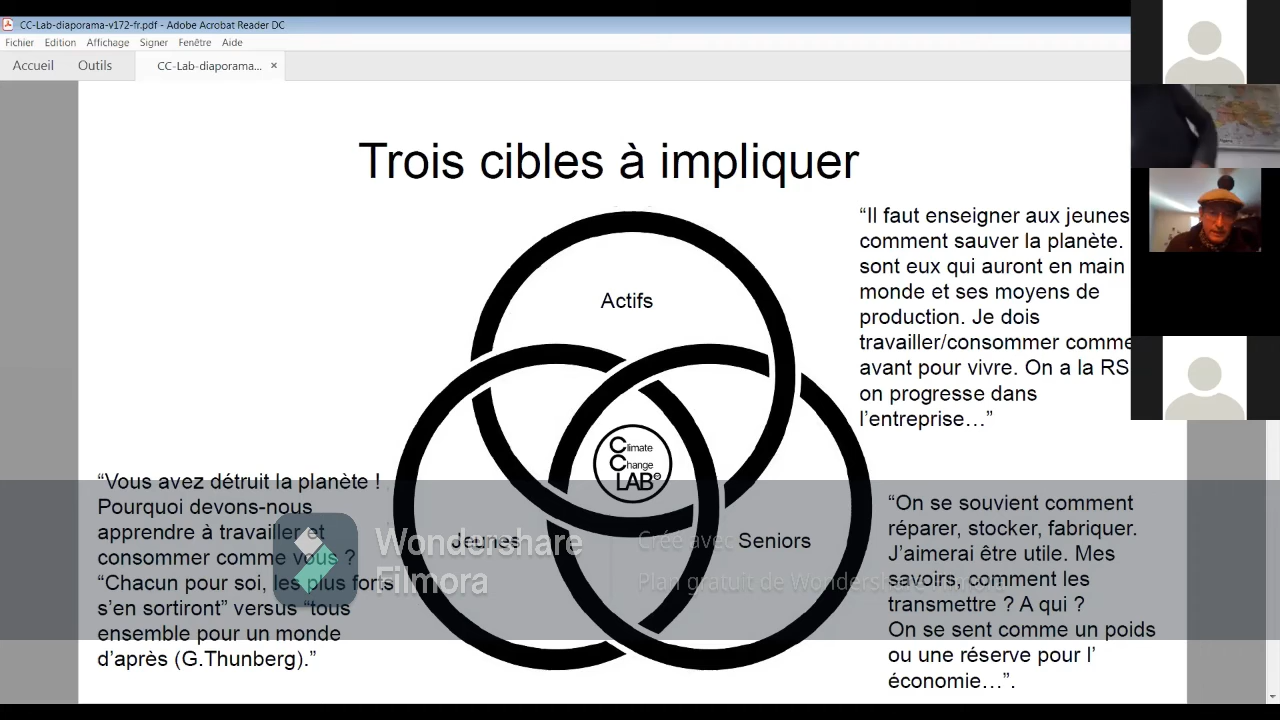 CC-Lab-diaporama-v172-fr.pdf - Adobe Acrobat Reader DC
Fichier Edition Affichage Signer Fenêtre Aide
Accueil Outils CC-Lab-diaporama... ×
Trois cibles à impliquer
“Il faut enseigner aux jeunes
comment sauver la planète.
sont eux qui auront en main
monde et ses moyens de
production. Je dois
travailler/consommer comme
avant pour vivre. On a la RS
on progresse dans
l’entreprise…”
Actifs
Climate
Change
LAB
“Vous avez détruit la planète !
Pourquoi devons-nous
apprendre à travailler et
consommer comme vous ?
“Chacun pour soi, les plus forts
s’en sortiront” versus “tous
ensemble pour un monde
d’après (G.Thunberg).”
Jeunes
Seniors
“On se souvient comment
réparer, stocker, fabriquer.
J’aimerai être utile. Mes
savoirs, comment les
transmettre ? A qui ?
On se sent comme un poids
ou une réserve pour l’
économie…”.
Wondershare
Filmora
Créé avec
Plan gratuit de Wondershare Filmora